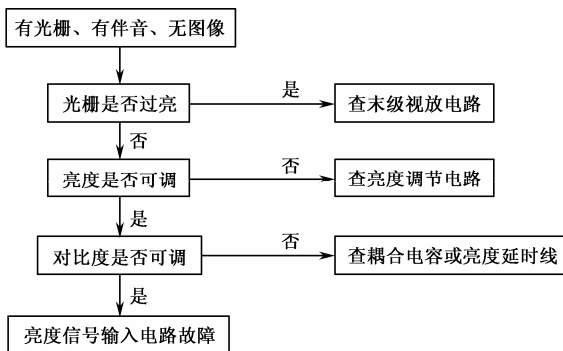 有光栅、有伴音、无图像
光栅是否过亮
是
查末级视放电路
否
亮度是否可调
否
查亮度调节电路
是
对比度是否可调
否
查耦合电容或亮度延时线
是
亮度信号输入电路故障